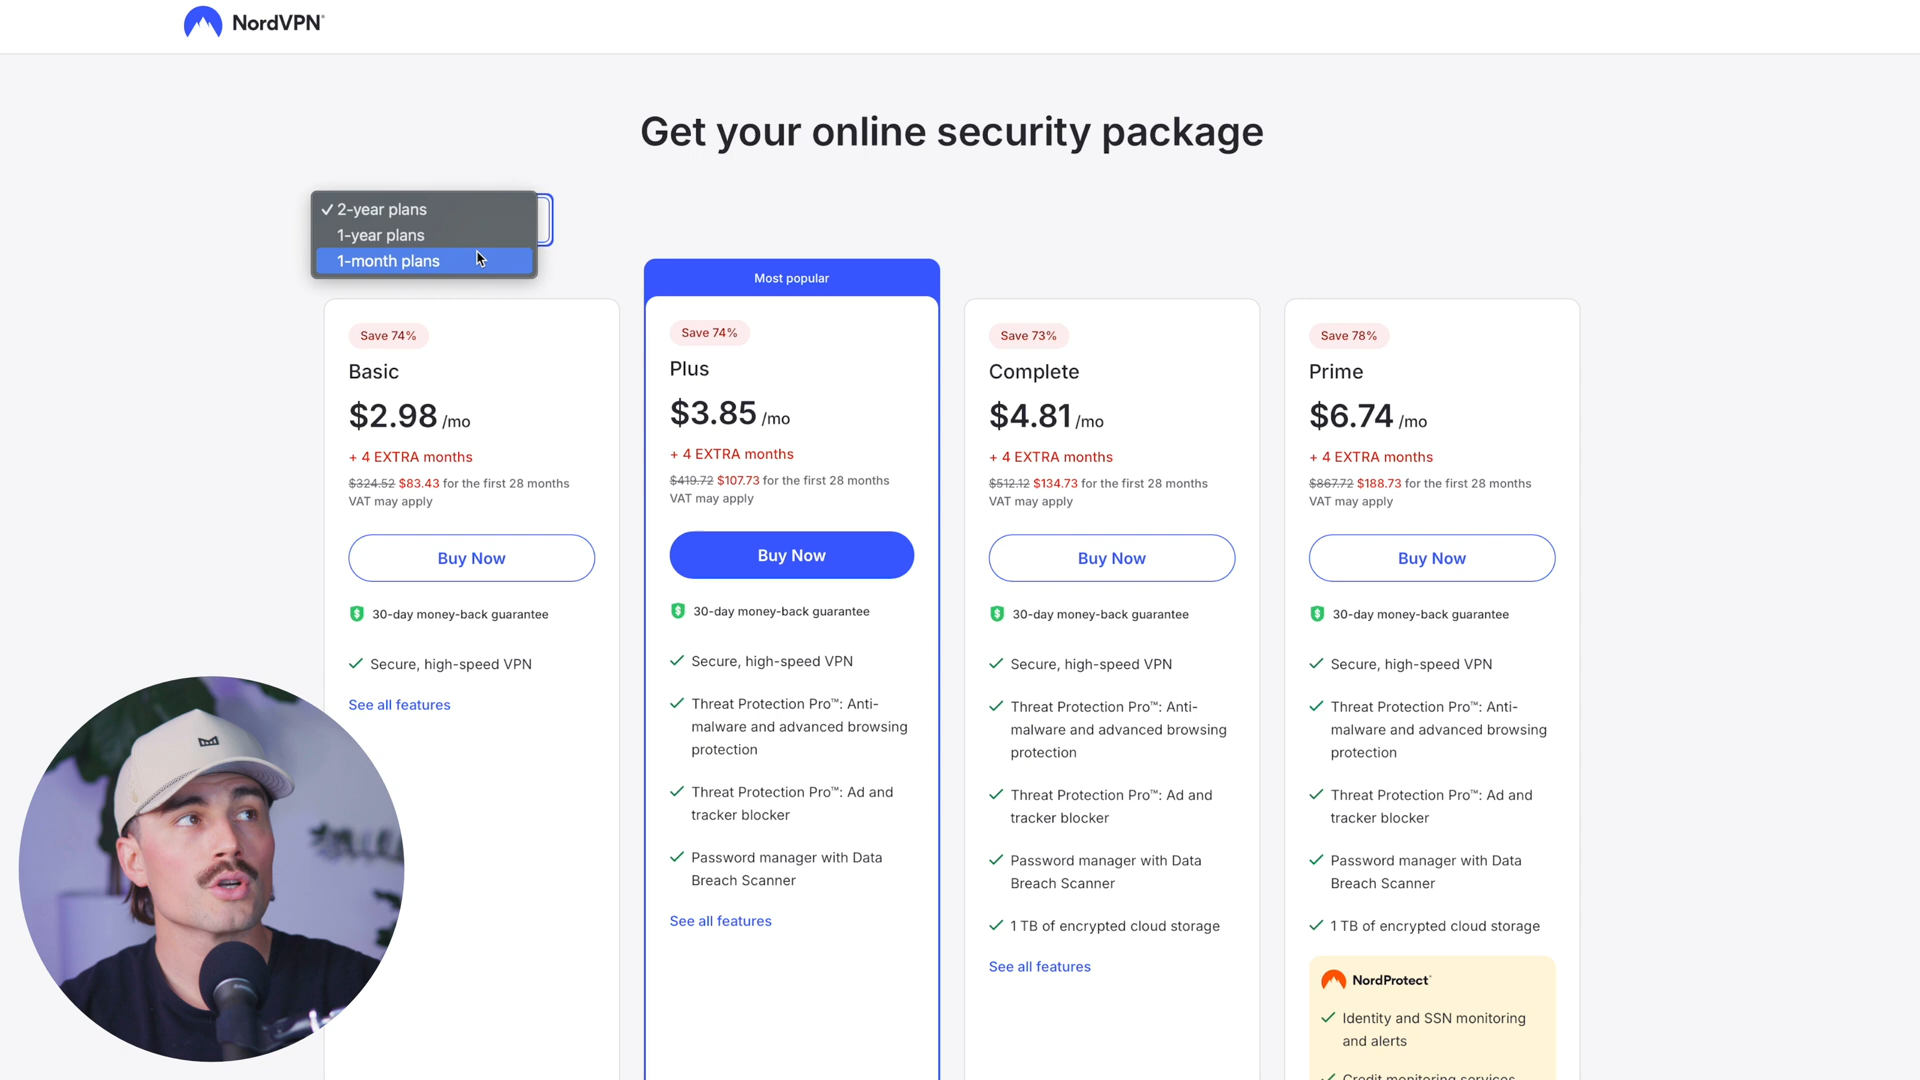 NordVPN®
Get your online security package
✓ 2-year plans
1-year plans
1-month plans
Most popular
Save 74%
Basic
$2.98 /mo
+ 4 EXTRA months
$324.52 $83.43 for the first 28 months
VAT may apply
Buy Now
30-day money-back guarantee
Secure, high-speed VPN
See all features
Save 74%
Plus
$3.85 /mo
+ 4 EXTRA months
$419.72 $107.73 for the first 28 months
VAT may apply
Buy Now
30-day money-back guarantee
Secure, high-speed VPN
Threat Protection Pro™: Anti-
malware and advanced browsing
protection
Threat Protection Pro™: Ad and
tracker blocker
Password manager with Data
Breach Scanner
See all features
Save 73%
Complete
$4.81 /mo
+ 4 EXTRA months
$512.12 $134.73 for the first 28 months
VAT may apply
Buy Now
30-day money-back guarantee
Secure, high-speed VPN
Threat Protection Pro™: Anti-
malware and advanced browsing
protection
Threat Protection Pro™: Ad and
tracker blocker
Password manager with Data
Breach Scanner
1 TB of encrypted cloud storage
See all features
Save 78%
Prime
$6.74 /mo
+ 4 EXTRA months
$867.72 $188.73 for the first 28 months
VAT may apply
Buy Now
30-day money-back guarantee
Secure, high-speed VPN
Threat Protection Pro™: Anti-
malware and advanced browsing
protection
Threat Protection Pro™: Ad and
tracker blocker
Password manager with Data
Breach Scanner
1 TB of encrypted cloud storage
NordProtect®
Identity and SSN monitoring
and alerts
Credit monitoring services